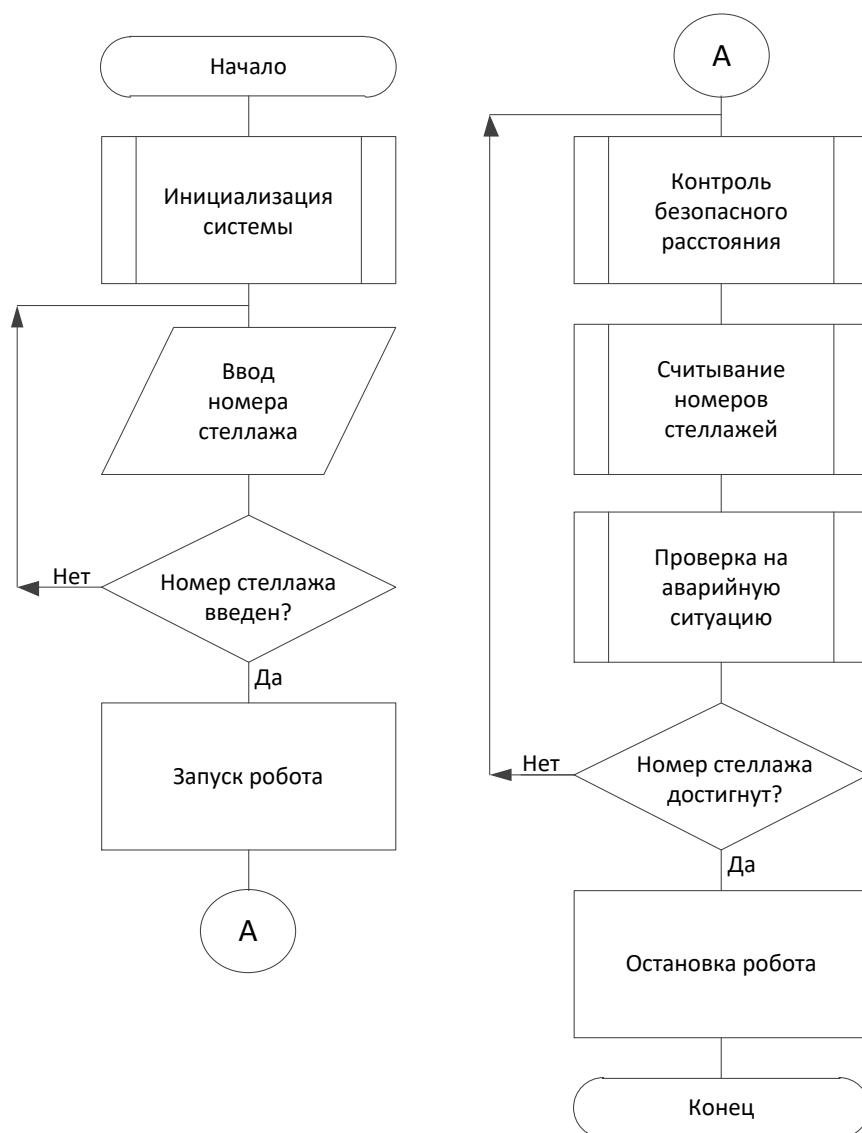 Начало
Инициализация
системы
Ввод
номера
стеллажа
Номер стеллажа
введен?
Нет
Да
Запуск робота
А
А
Контроль
безопасного
расстояния
Считывание
номеров
стеллажей
Проверка на
аварийную
ситуацию
Номер стеллажа
достигнут?
Нет
Да
Остановка робота
Конец